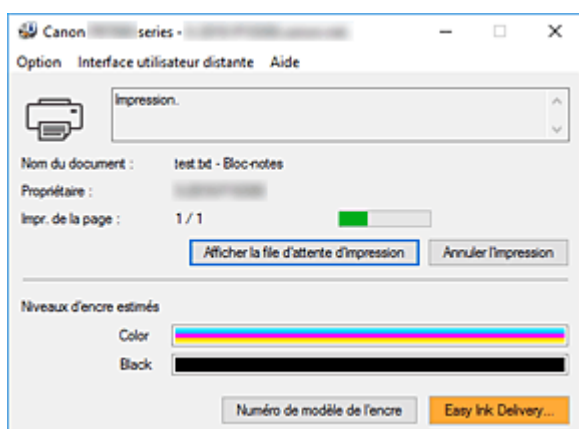 Canon series -
Option Interface utilisateur distante Aide
Impression.
Nom du document : test.txt - Bloc-notes
Propriétaire :
Impr. de la page : 1 / 1
Afficher la file d'attente d'impression Annuler l'impression
Niveaux d'encre estimés
Color
Black
Numéro de modèle de l'encre Easy Ink Delivery...